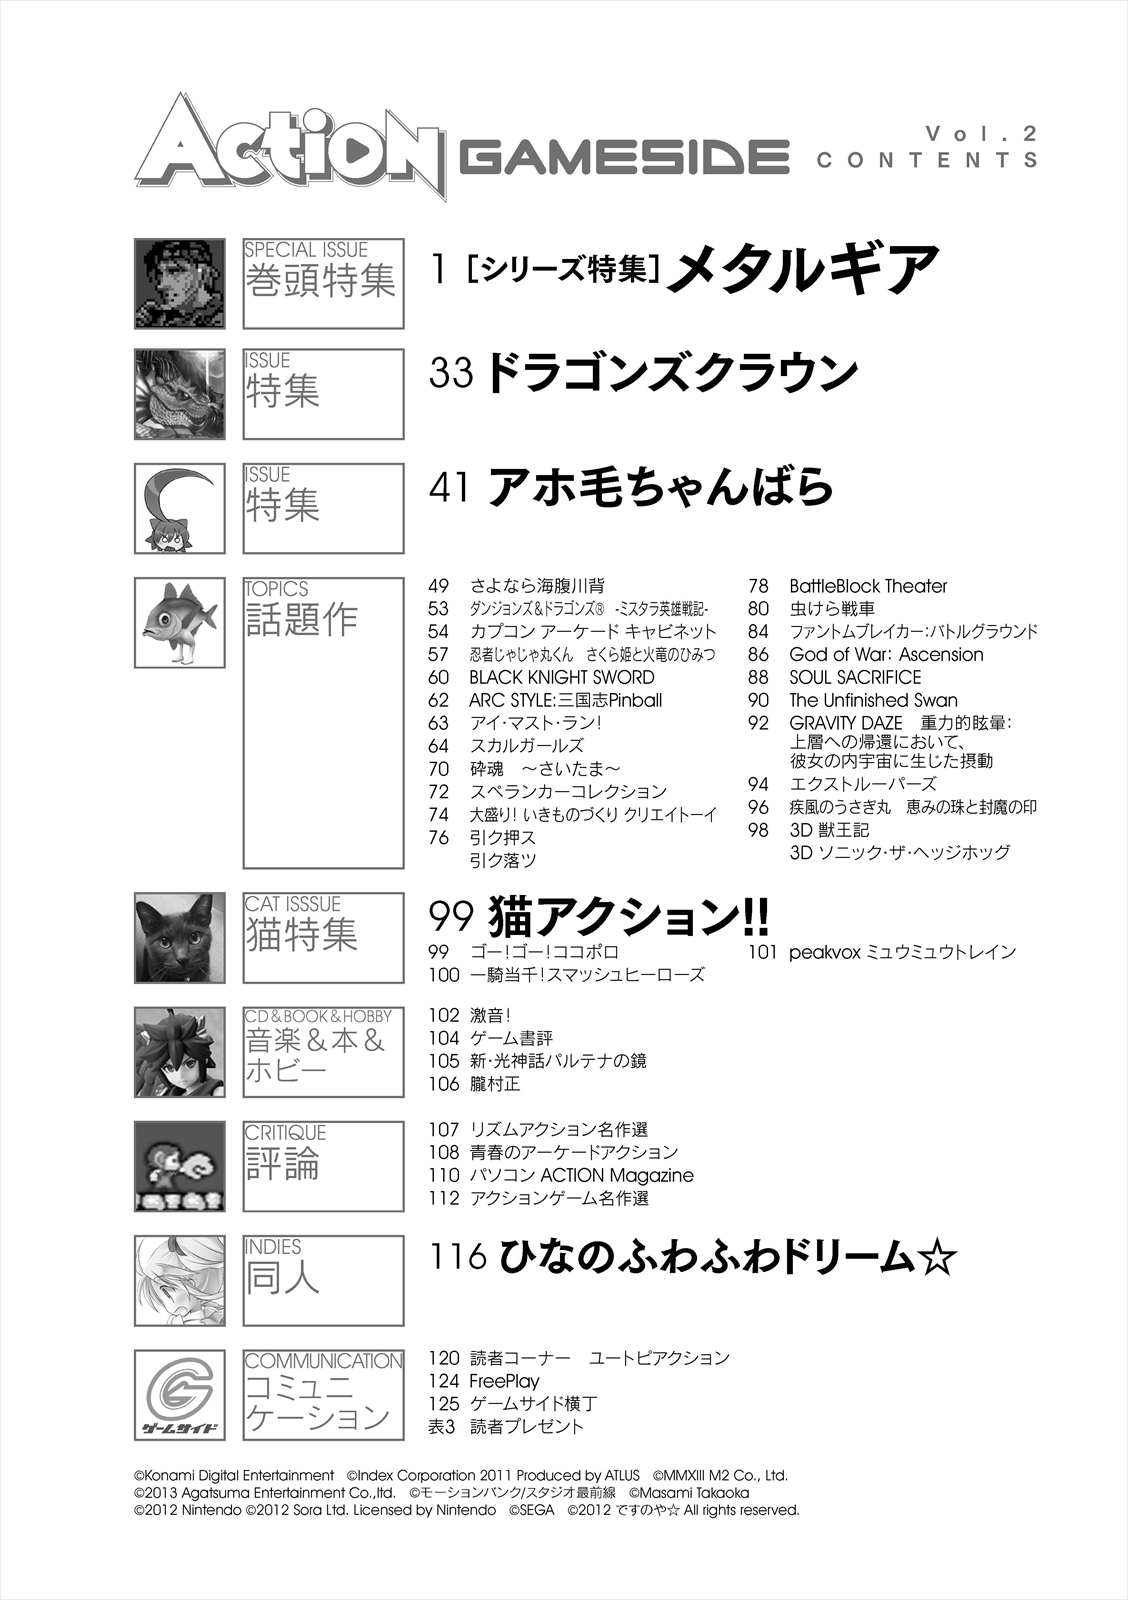 Action GAMESIDE
Vol.2
CONTENTS
SPECIAL ISSUE
巻頭特集
1 [シリーズ特集]メタルギア
ISSUE
特集
33 ドラゴンズクラウン
ISSUE
特集
41 アホ毛ちゃんばら
TOPICS
話題作
49 さよなら海腹川背
53 ダンジョンズ&ドラゴンズ® -ミスタラ英雄戦記-
54 カプコン アーケード キャビネット
57 忍者じゃじゃ丸くん さくら姫と火竜のひみつ
60 BLACK KNIGHT SWORD
62 ARC STYLE:三国志Pinball
63 アイ・マスト・ラン!
64 スカルガールズ
70 砕魂 ～さいたま～
72 スペランカーコレクション
74 大盛り! いきものづくり クリエイトーイ
76 引ク押ス
引ク落ツ
78 BattleBlock Theater
80 虫けら戦車
84 ファントムブレイカー:バトルグラウンド
86 God of War: Ascension
88 SOUL SACRIFICE
90 The Unfinished Swan
92 GRAVITY DAZE 重力的眩暈:
上層への帰還において、
彼女の内宇宙に生じた摂動
94 エクストルーパーズ
96 疾風のうさぎ丸 恵みの珠と封魔の印
98 3D 獣王記
3D ソニック・ザ・ヘッジホッグ
CAT ISSSUE
猫特集
99 猫アクション!!
99 ゴー!ゴー!ココポロ
100 一騎当千!スマッシュヒーローズ
101 peakvox ミュウミュウトレイン
CD&BOOK&HOBBY
音楽&本&
ホビー
102 激音!
104 ゲーム書評
105 新・光神話パルテナの鏡
106 朧村正
CRITIQUE
評論
107 リズムアクション名作選
108 青春のアーケードアクション
110 パソコン ACTION Magazine
112 アクションゲーム名作選
INDIES
同人
116 ひなのふわふわドリーム☆
ゲームサイド
COMMUNICATION
コミュニ
ケーション
120 読者コーナー ユートピアクション
124 FreePlay
125 ゲームサイド横丁
表3 読者プレゼント
©Konami Digital Entertainment ©Index Corporation 2011 Produced by ATLUS ©MMXIII M2 Co., Ltd.
©2013 Agatsuma Entertainment Co.,ltd. ©モーションバンク/スタジオ最前線 ©Masami Takaoka
©2012 Nintendo ©2012 Sora Ltd. Licensed by Nintendo ©SEGA ©2012 ですのや☆ All rights reserved.